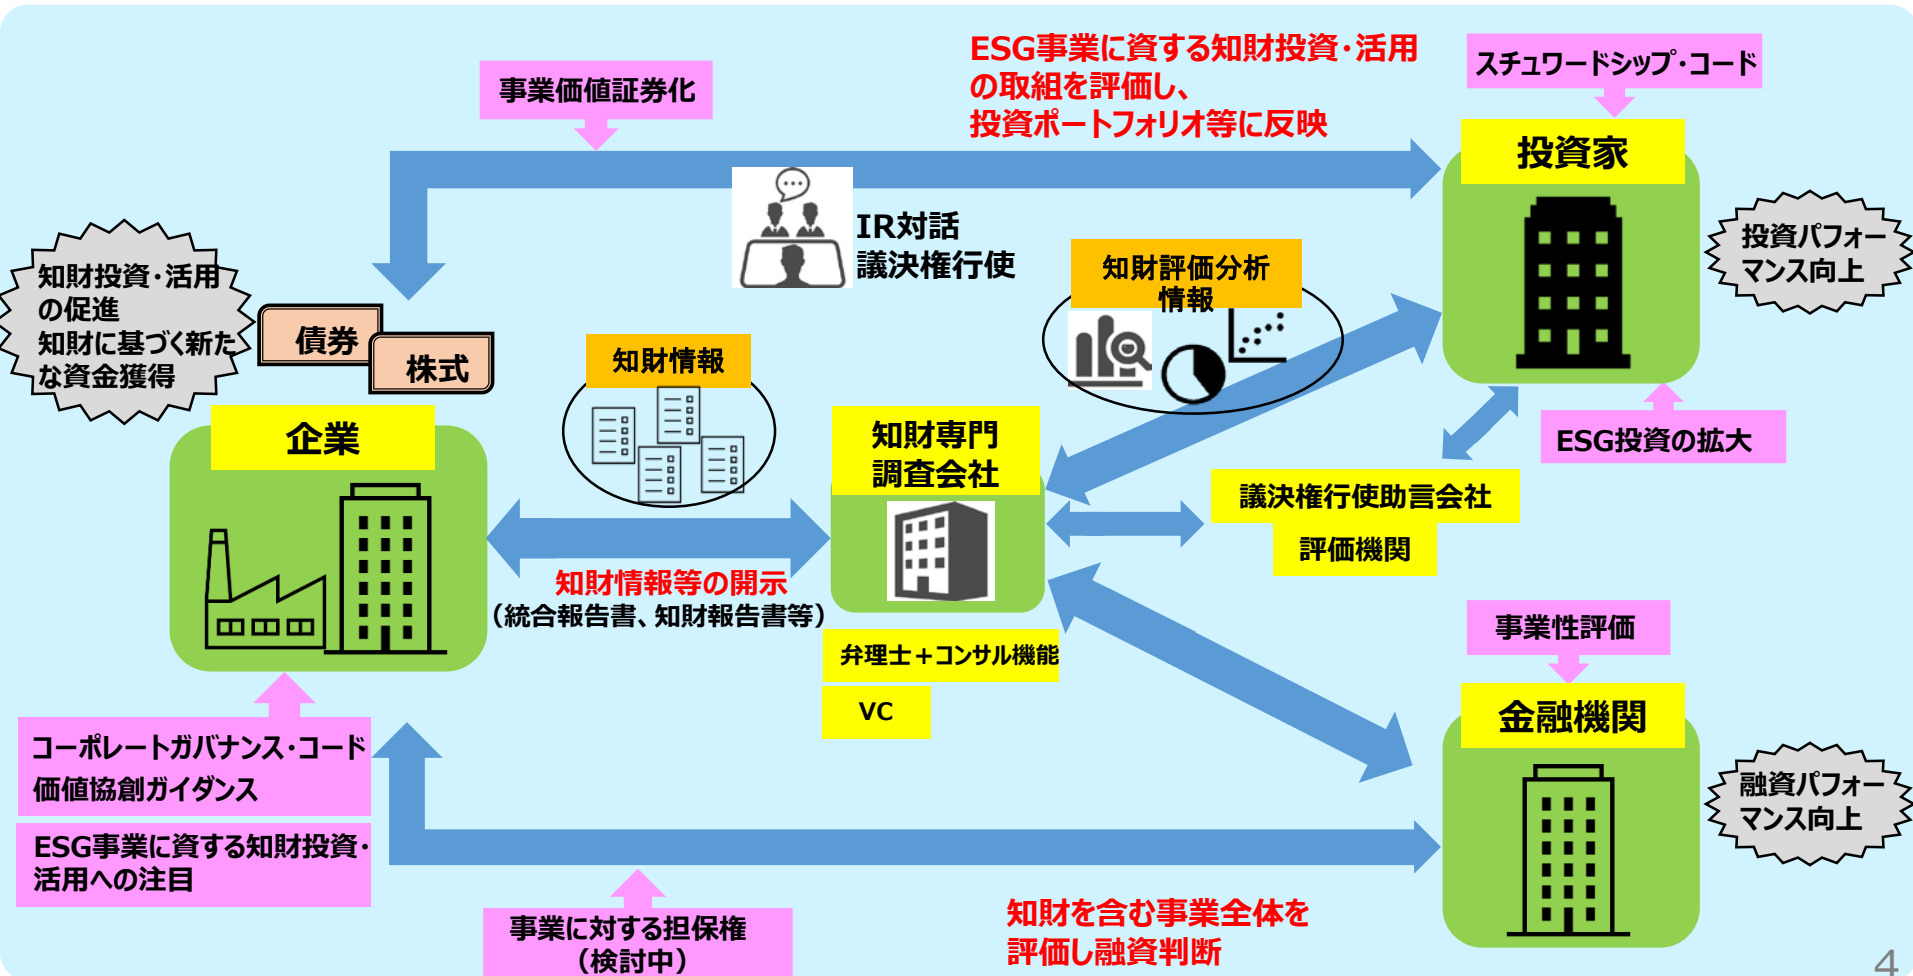 ESG事業に資する知財投資・活用
の取組を評価し、
投資ポートフォリオ等に反映
スチュワードシップ・コード
事業価値証券化
投資家
IR対話
議決権行使
投資パフォー
マンス向上
知財評価分析
情報
知財投資・活用
の促進
知財に基づく新た
な資金獲得
債券
株式
知財情報
企業
知財専門
調査会社
ESG投資の拡大
議決権行使助言会社
評価機関
知財情報等の開示
（統合報告書、知財報告書等）
弁理士＋コンサル機能
VC
事業性評価
金融機関
コーポレートガバナンス・コード
価値協創ガイダンス
ESG事業に資する知財投資・
活用への注目
融資パフォー
マンス向上
事業に対する担保権
（検討中）
知財を含む事業全体を
評価し融資判断
4